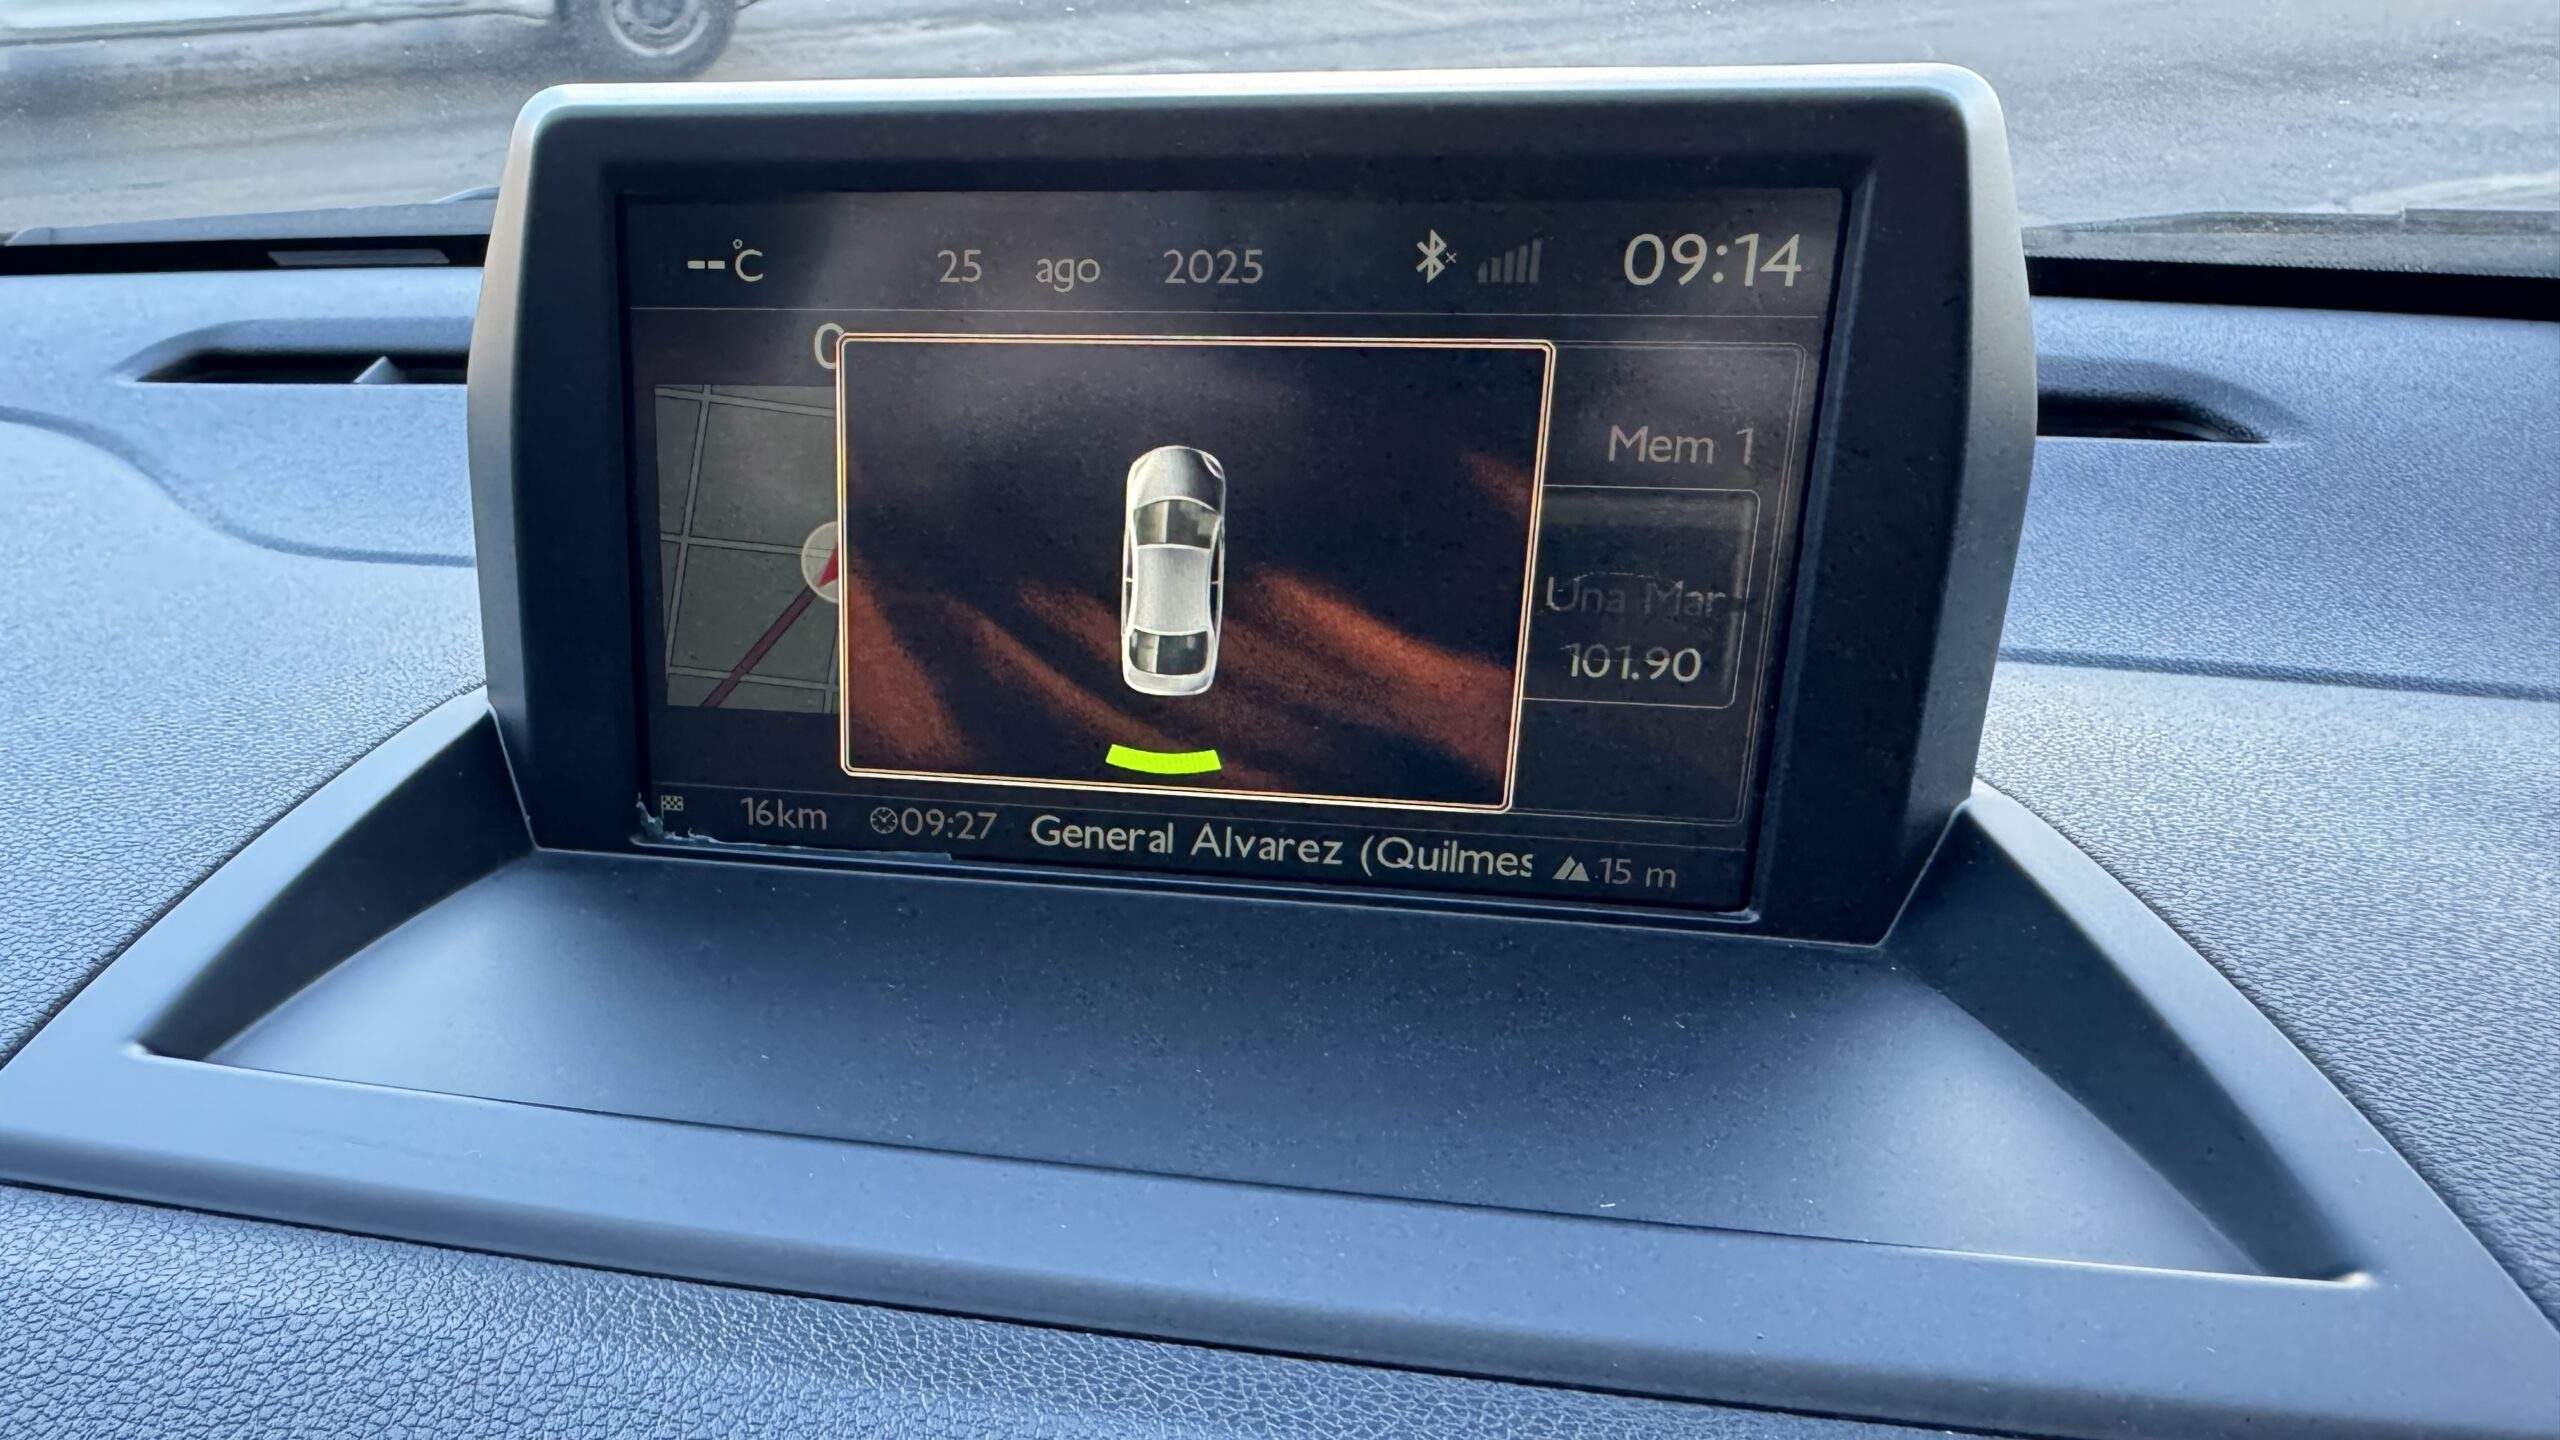 --°C 25 ago 2025 09:14
Mem 1
Una Mar
101.90
16km 09:27 General Alvarez (Quilmes 15 m